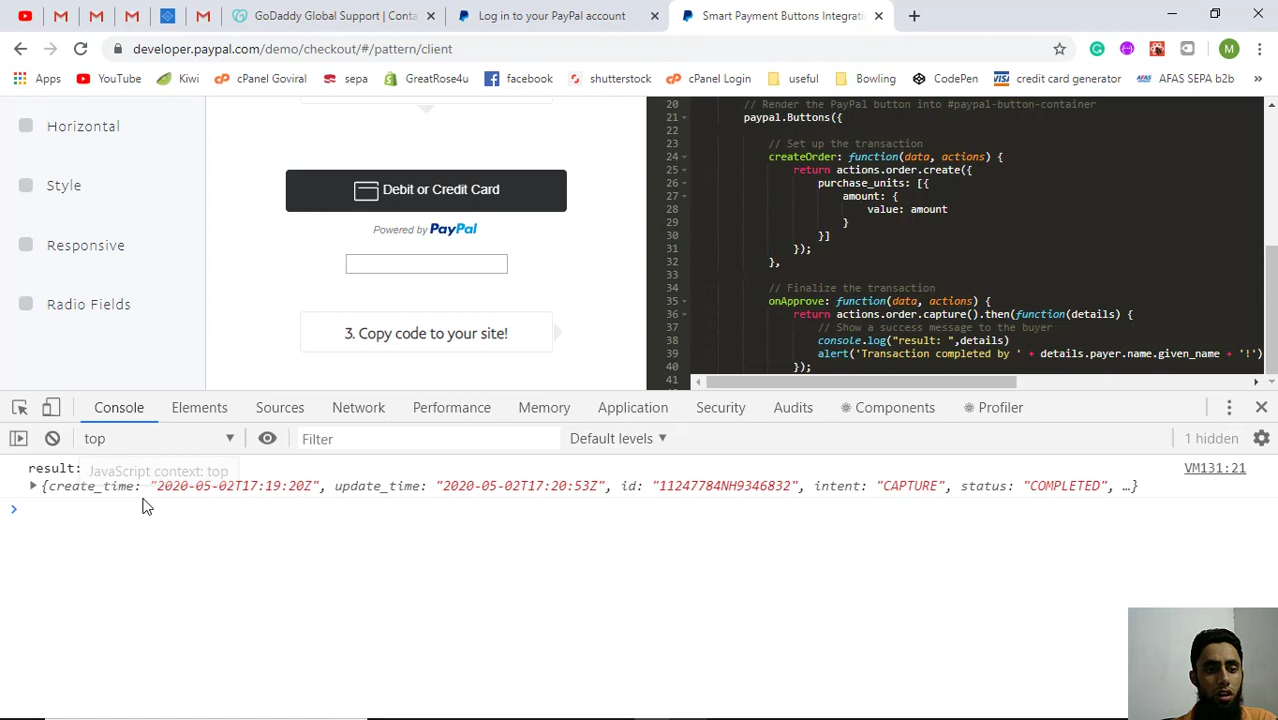 GoDaddy Global Support | Conta
Log in to your PayPal account
Smart Payment Buttons Integrati
developer.paypal.com/demo/checkout/#/pattern/client
M
Apps
YouTube
Kiwi
cPanel Goviral
sepa
GreatRos4u
facebook
shutterstock
cPanel Login
useful
Bowling
CodePen
VISA
credit card generator
AFAS
AFAS SEPA b2b
»
Horizontal
Style
Responsive
Radio Fields
Debit or Credit Card
Powered by PayPal
3. Copy code to your site!
20 // Render the PayPal button into #paypal-button-container
21 paypal.Buttons({
22
23 // Set up the transaction
24 createOrder: function(data, actions) {
25 return actions.order.create({
26 purchase_units: [{
27 amount: {
28 value: amount
29 }
30 }]
31 });
32 },
33
34 // Finalize the transaction
35 onApprove: function(data, actions) {
36 return actions.order.capture().then(function(details) {
37 // Show a success message to the buyer
38 console.log("result: ",details)
39 alert('Transaction completed by ' + details.payer.name.given_name + '!')
40 });
41
Console
Elements
Sources
Network
Performance
Memory
Application
Security
Audits
Components
Profiler
top
Filter
Default levels
1 hidden
result:
JavaScript context: top
VM131:21
{create_time: "2020-05-02T17:19:20Z", update_time: "2020-05-02T17:20:53Z", id: "11247784NH9346832", intent: "CAPTURE", status: "COMPLETED", …}